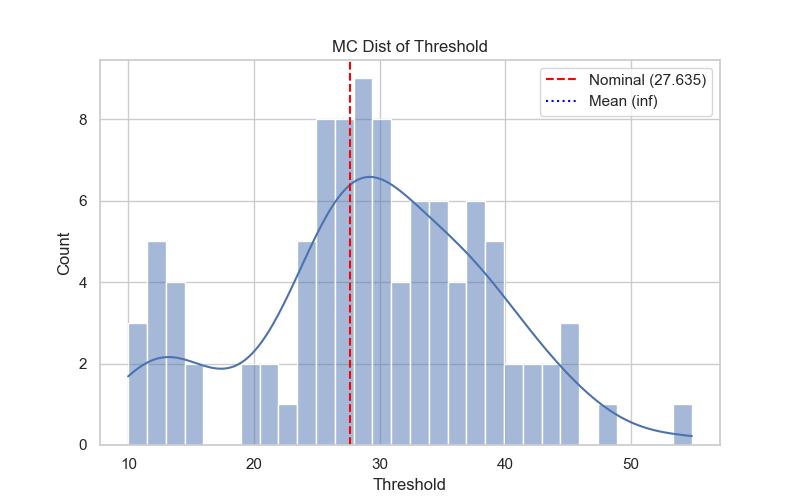 MC Dist of Threshold
Nominal (27.635)
Mean (inf)
Count
8
6
4
2
0
10 20 30 40 50
Threshold